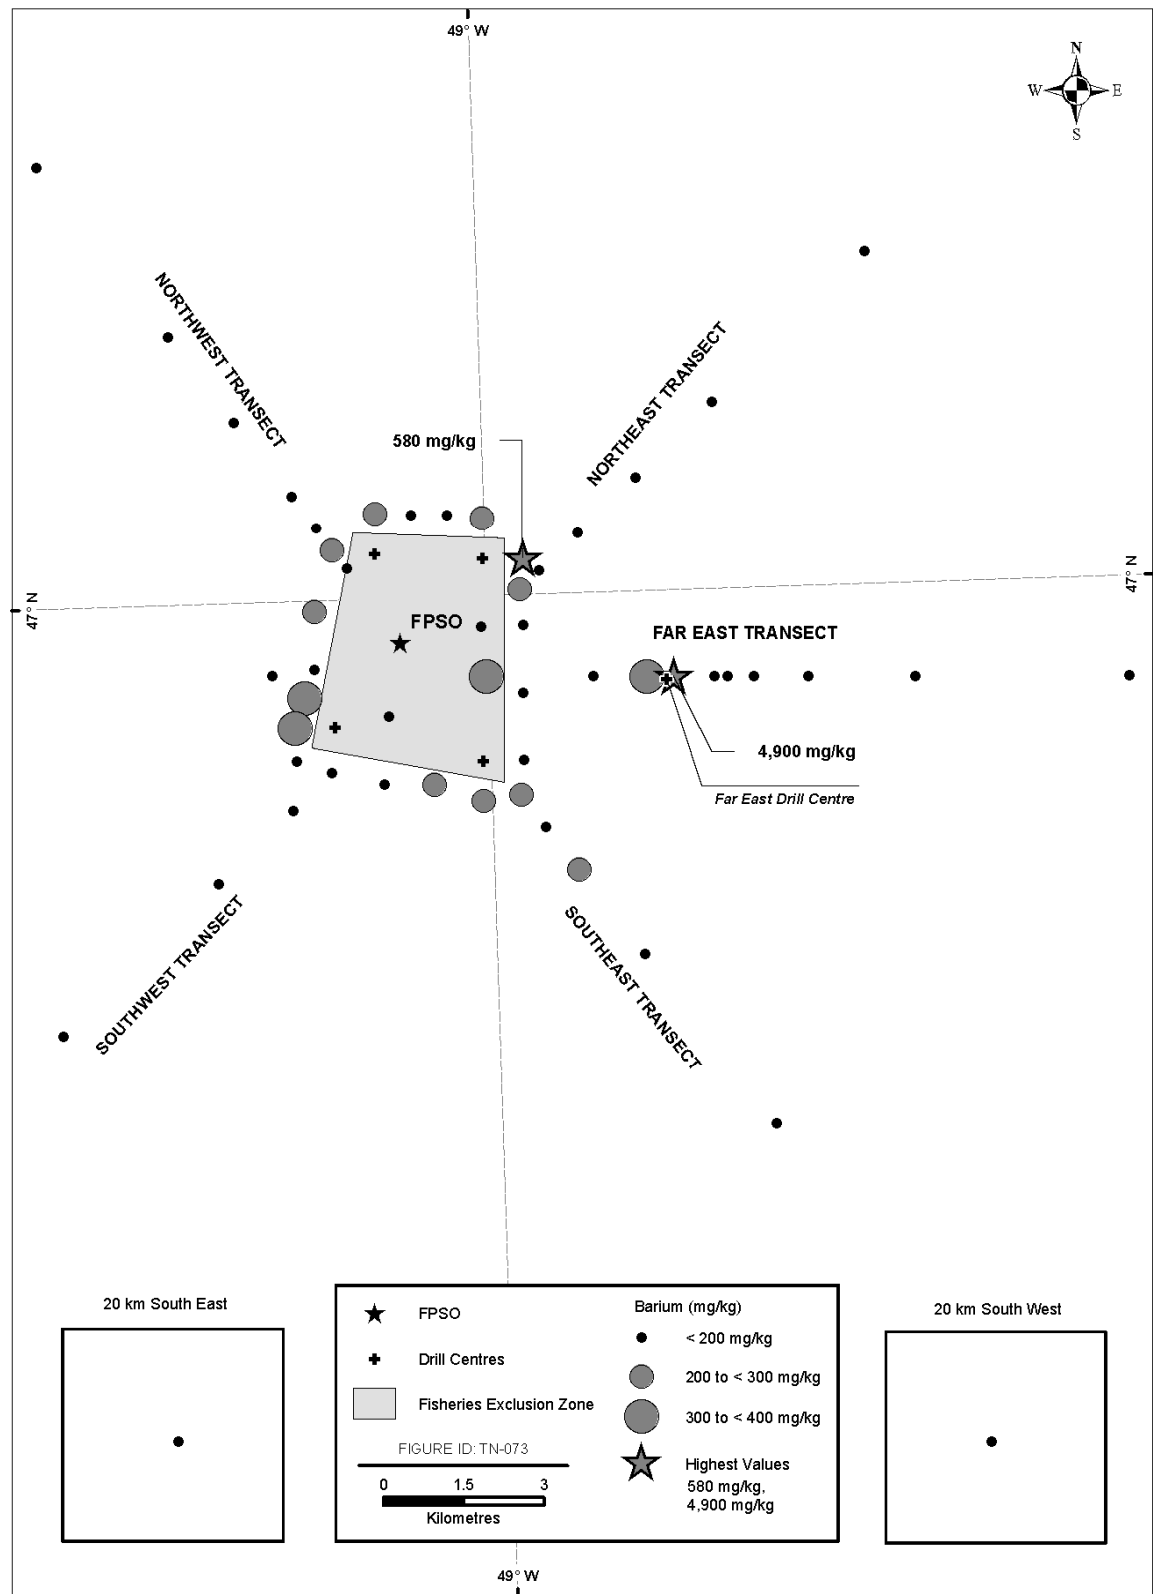 49° W
N
W
E
S
NORTHWEST TRANSECT
NORTHEAST TRANSECT
580 mg/kg
47° N
47° N
FPSO
FAR EAST TRANSECT
4,900 mg/kg
Far East Drill Centre
SOUTHWEST TRANSECT
SOUTHEAST TRANSECT
20 km South East
FPSO
Drill Centres
Fisheries Exclusion Zone
FIGURE ID: TN-073
0 1.5 3
Kilometres
Barium (mg/kg)
< 200 mg/kg
200 to < 300 mg/kg
300 to < 400 mg/kg
Highest Values
580 mg/kg,
4,900 mg/kg
20 km South West
49° W